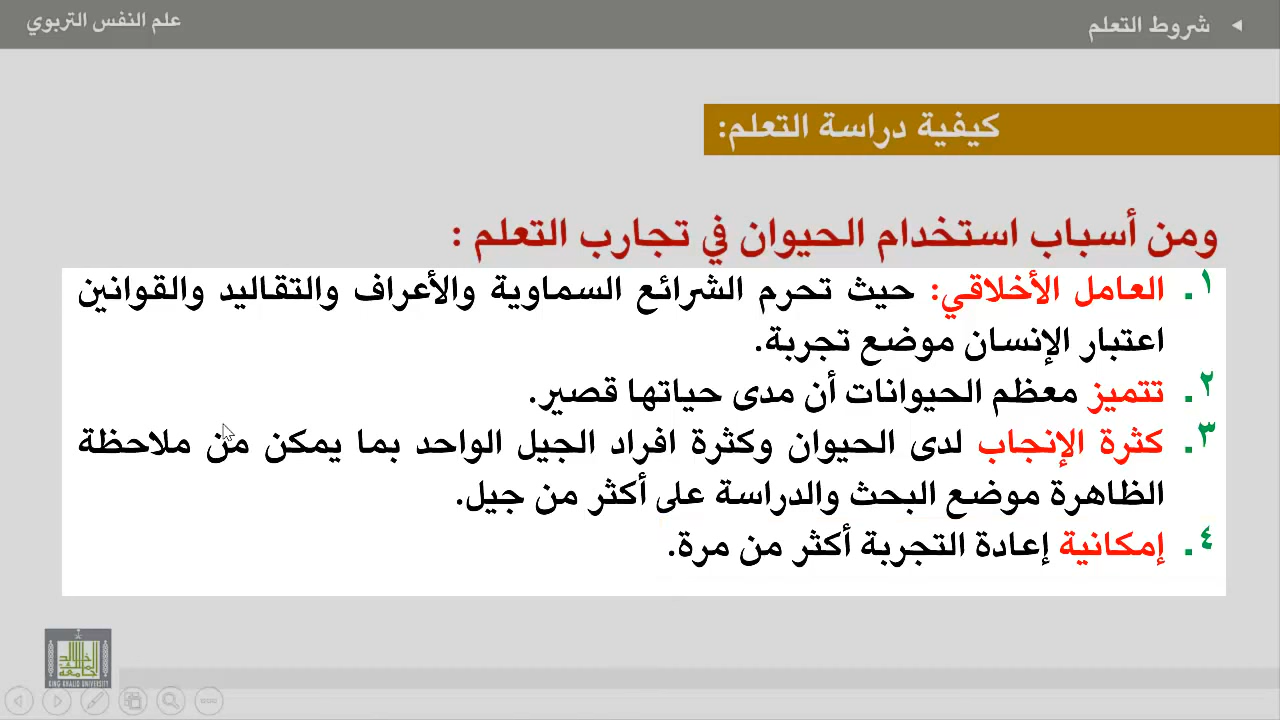 شروط التعلم
علم النفس التربوي
كيفية دراسة التعلم:
ومن أسباب استخدام الحيوان في تجارب التعلم :
١. العامل الأخلاقي: حيث تحرم الشرائع السماوية والأعراف والتقاليد والقوانين
اعتبار الإنسان موضع تجربة.
٢. تتميز معظم الحيوانات أن مدى حياتها قصير.
٣. كثرة الإنجاب لدى الحيوان وكثرة افراد الجيل الواحد بما يمكن من ملاحظة
الظاهرة موضع البحث والدراسة على أكثر من جيل.
٤. إمكانية إعادة التجربة أكثر من مرة.
KING KHALID UNIVERSITY